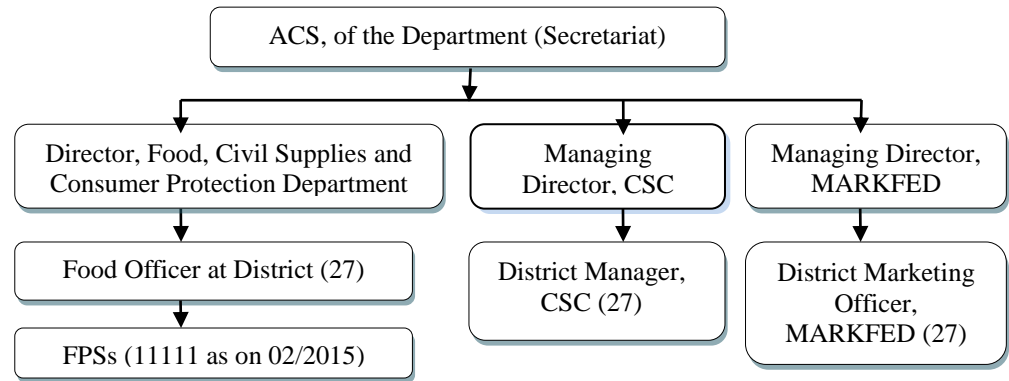 ACS, of the Department (Secretariat)
Director, Food, Civil Supplies and
Consumer Protection Department
Managing
Director, CSC
Managing Director,
MARKFED
Food Officer at District (27)
District Manager,
CSC (27)
District Marketing
Officer,
MARKFED (27)
FPSs (11111 as on 02/2015)